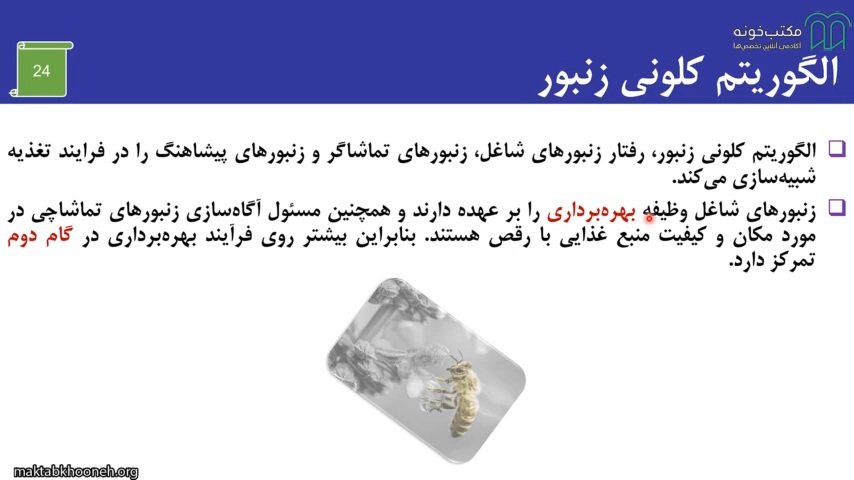 مکتب‌خونه
آکادمی آنلاین تخصص‌ها
24
الگوریتم کلونی زنبور
الگوریتم کلونی زنبور، رفتار زنبورهای شاغل، زنبورهای تماشاگر و زنبورهای پیشاهنگ را در فرایند تغذیه
شبیه‌سازی می‌کند.
زنبورهای شاغل وظیفه بهره‌برداری را بر عهده دارند و همچنین مسئول آگاه‌سازی زنبورهای تماشاچی در
مورد مکان و کیفیت منبع غذایی با رقص هستند. بنابراین بیشتر روی فرآیند بهره‌برداری در گام دوم
تمرکز دارد.
maktabkhooneh.org